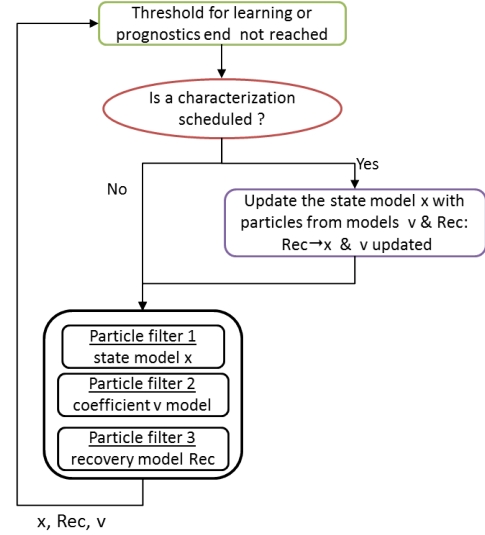 Threshold for learning or
prognostics end not reached
Is a characterization
scheduled ?
Yes
No
Update the state model x with
particles from models v & Rec:
Rec→x & v updated
Particle filter 1
state model x
Particle filter 2
coefficient v model
Particle filter 3
recovery model Rec
x, Rec, v